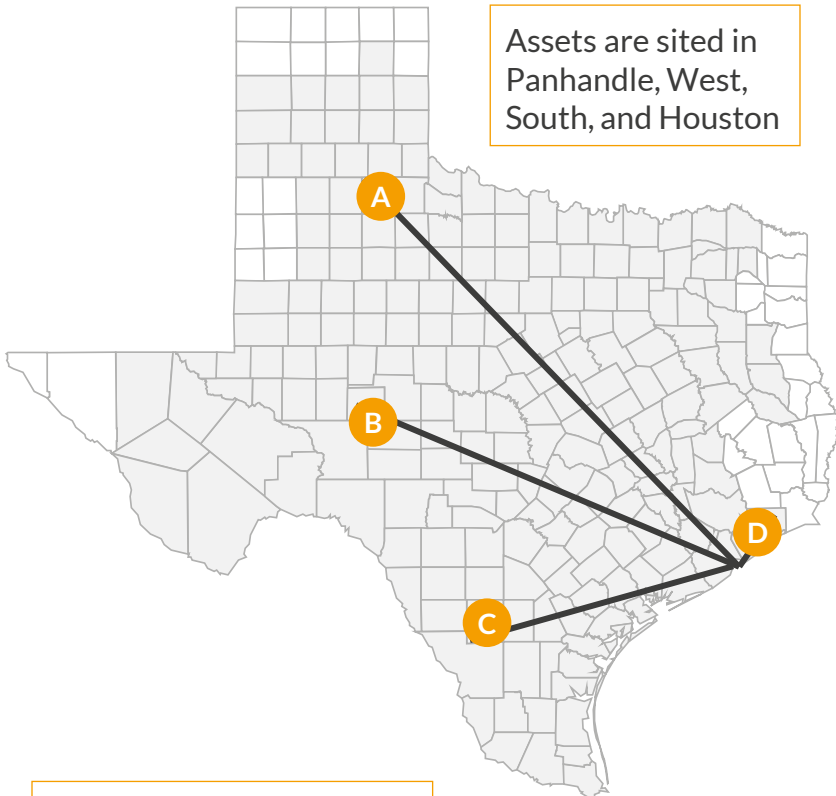 Assets are sited in
Panhandle, West,
South, and Houston
A
B
D
C